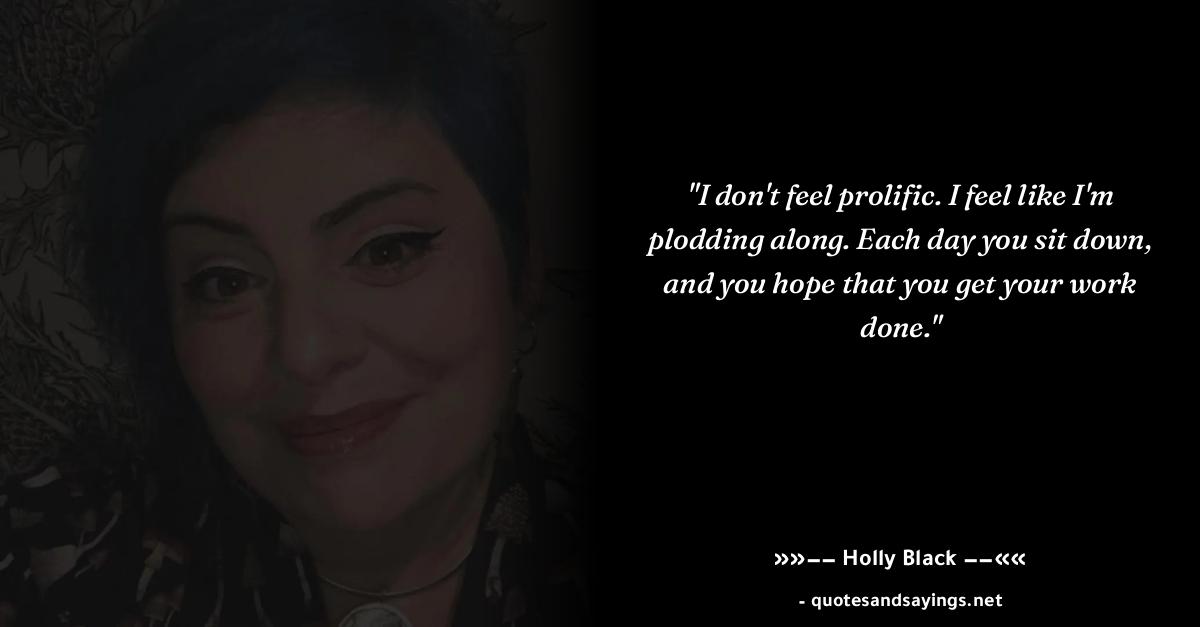 "I don't feel prolific. I feel like I'm
plodding along. Each day you sit down,
and you hope that you get your work
done."
»»−− Holly Black −−««
- quotesandsayings.net